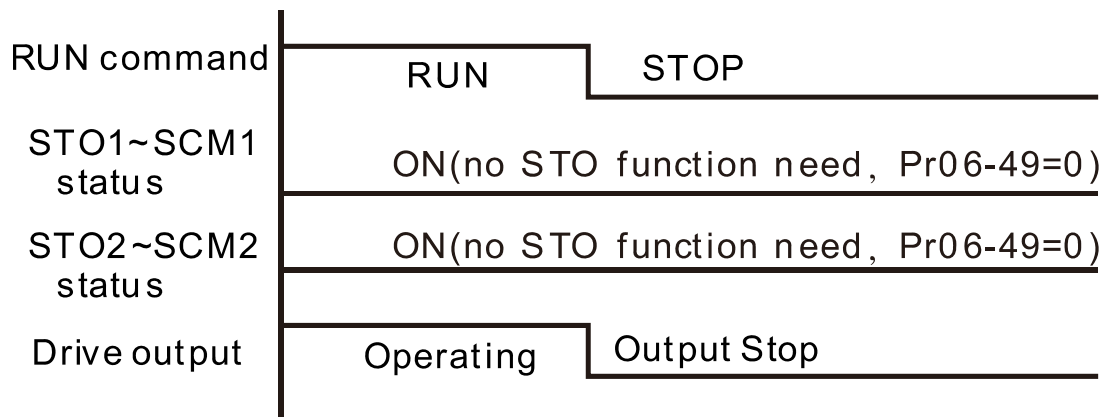 RUN command
RUN
STOP
STO1~SCM1
status
ON(no STO function need, Pr06-49=0)
STO2~SCM2
status
ON(no STO function need, Pr06-49=0)
Drive output
Operating
Output Stop